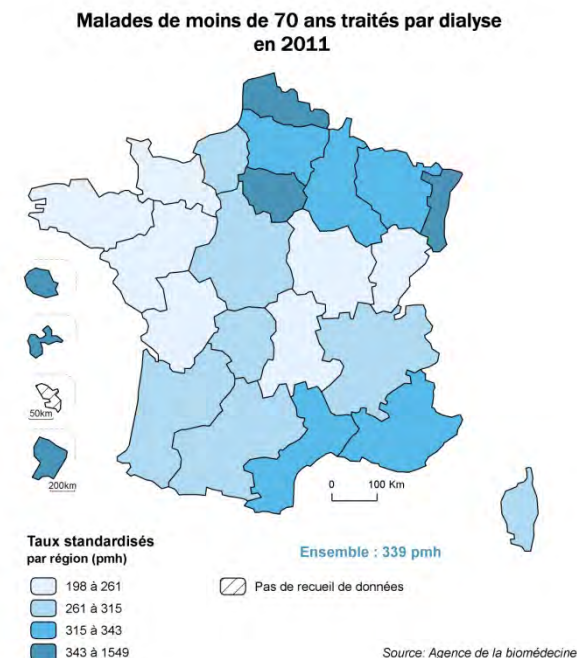 Malades de moins de 70 ans traités par dialyse
en 2011
50km
200km
0 100 Km
Taux standardisés
par région (pmh)
Ensemble : 339 pmh
198 à 261
Pas de recueil de données
261 à 315
315 à 343
343 à 1549
Source: Agence de la biomédecine